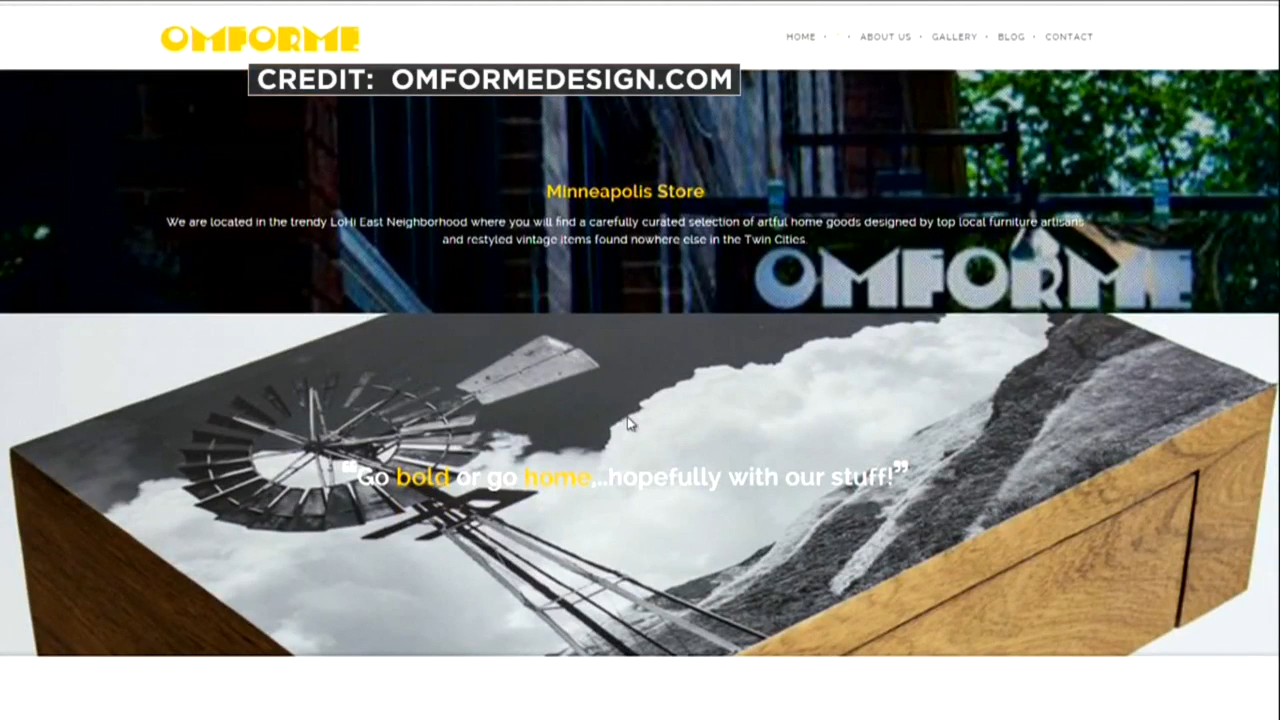 OMFORME
HOME · · ABOUT US · GALLERY · BLOG · CONTACT
CREDIT: OMFORMEDESIGN.COM
Minneapolis Store
We are located in the trendy LoHi East Neighborhood where you will find a carefully curated selection of artful home goods designed by top local furniture artisans
and restyled vintage items found nowhere else in the Twin Cities.
OMFORME
“Go bold or go home,..hopefully with our stuff!”